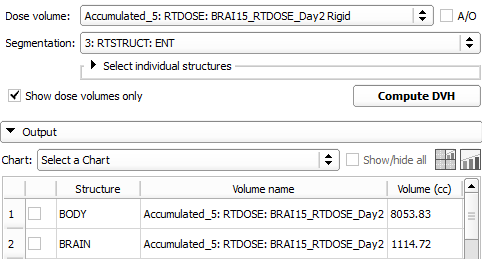 Dose volume: Accumulated_5: RTDOSE: BRAI15_RTDOSE_Day2 Rigid A/O
Segmentation: 3: RTSTRUCT: ENT
Select individual structures
Show dose volumes only Compute DVH
Output
Chart: Select a Chart Show/hide all
Structure Volume name Volume (cc)
1 BODY Accumulated_5: RTDOSE: BRAI15_RTDOSE_Day2 8053.83
2 BRAIN Accumulated_5: RTDOSE: BRAI15_RTDOSE_Day2 1114.72